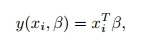 y(x_i, β) = x_i^T β,